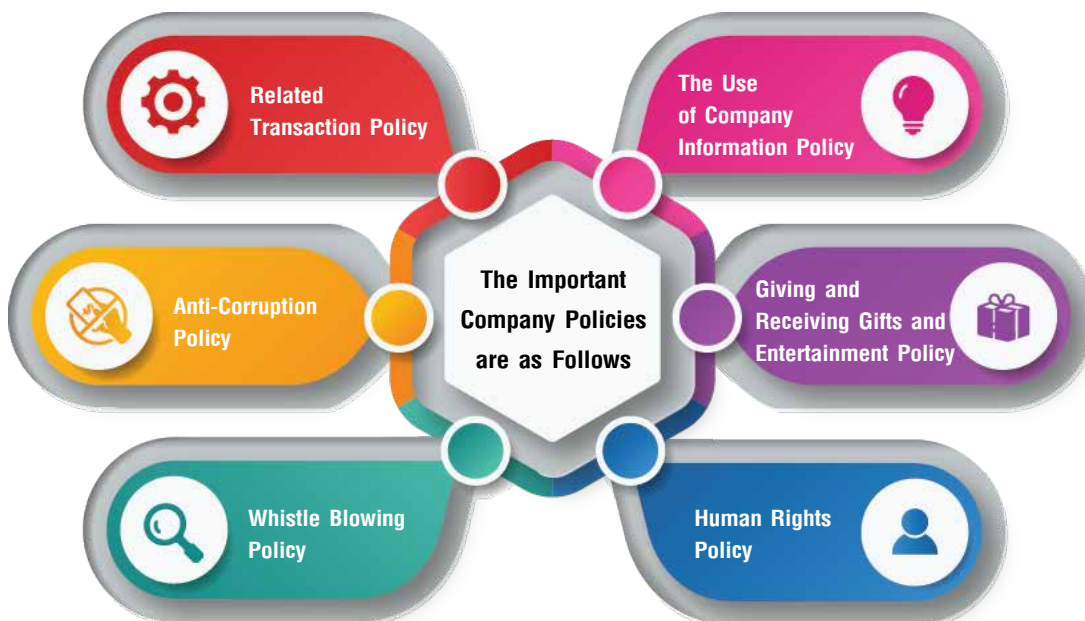 Related
Transaction Policy
The Use
of Company
Information Policy
Anti-Corruption
Policy
The Important
Company Policies
are as Follows
Giving and
Receiving Gifts and
Entertainment Policy
Whistle Blowing
Policy
Human Rights
Policy